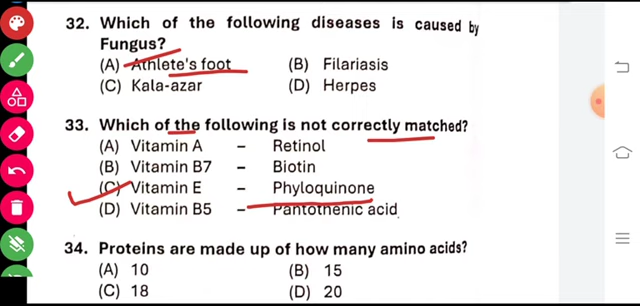 32. Which of the following diseases is caused by
Fungus?
(A) Athlete's foot (B) Filariasis
(C) Kala-azar (D) Herpes
33. Which of the following is not correctly matched?
(A) Vitamin A – Retinol
(B) Vitamin B7 – Biotin
(C) Vitamin E – Phyloquinone
(D) Vitamin B5 – Pantothenic acid
34. Proteins are made up of how many amino acids?
(A) 10 (B) 15
(C) 18 (D) 20